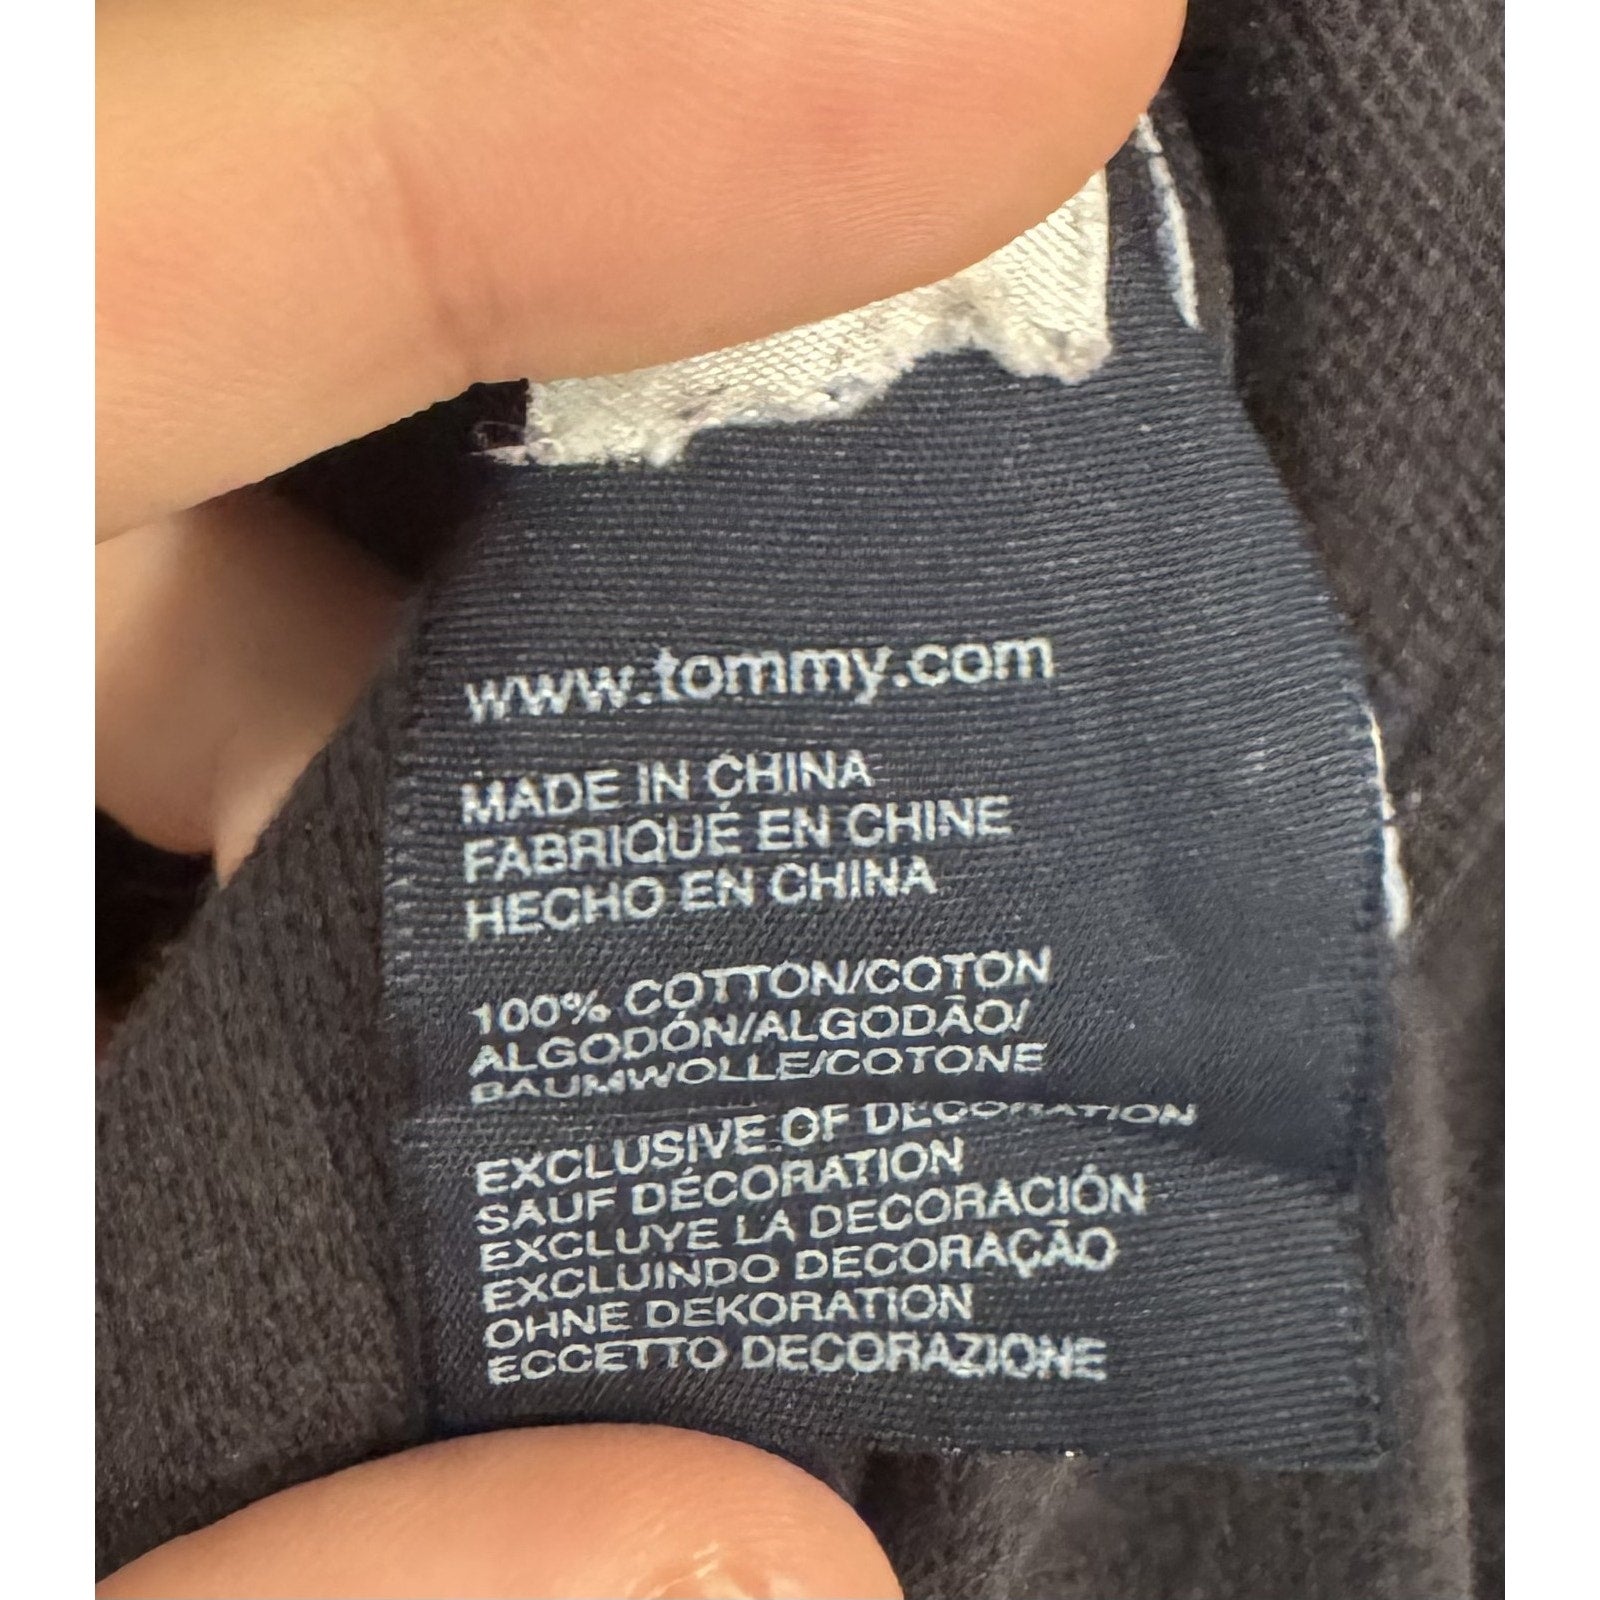 www.tommy.com
MADE IN CHINA
FABRIQUÉ EN CHINE
HECHO EN CHINA
100% COTTON/COTON
ALGODÓN/ALGODÃO/
BAUMWOLLE/COTONE
EXCLUSIVE OF DECORATION
SAUF DÉCORATION
EXCLUYE LA DECORACIÓN
EXCLUINDO DECORAÇÃO
OHNE DEKORATION
ECCETTO DECORAZIONE